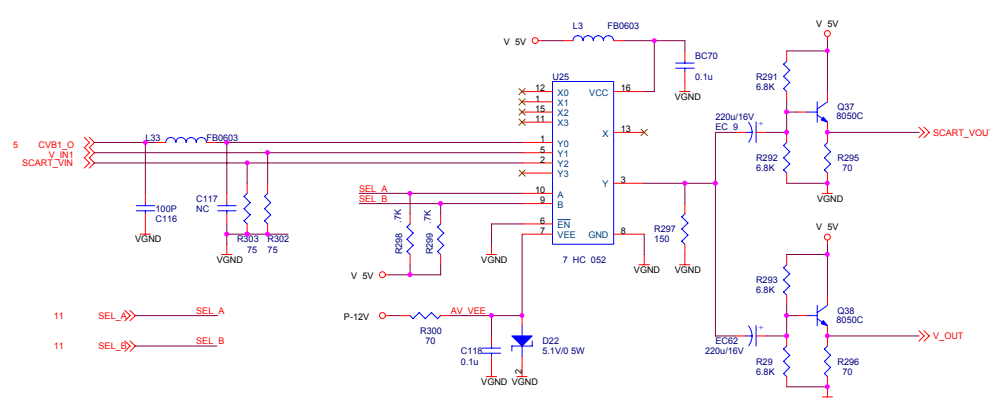 L3 FB0603
V 5V
BC70
0.1u
VGND
U25
12 X0
1 X1
15 X2
11 X3
VCC 16
X 13
1 Y0
5 Y1
2 Y2
Y3
Y 3
10 A
9 B
6 EN
7 VEE
GND 8
7 HC 052
VGND
VGND
5 CVB1_O
V_IN1
SCART_VIN
L33 FB0603
100P
C116
VGND
C117
NC
R303
75
R302
75
VGND
SEL_A
SEL_B
R298 .7K
R299 .7K
V 5V
P-12V
R300
70
AV_VEE
C118
0.1u
VGND
D22
5.1V/0 5W
2
VGND
R297
150
VGND
220u/16V
EC 9
V 5V
R291
6.8K
R292
6.8K
Q37
8050C
R295
70
VGND
SCART_VOUT
EC62
220u/16V
V 5V
R293
6.8K
R29
6.8K
Q38
8050C
R296
70
V_OUT
11 SEL_A SEL_A
11 SEL_B SEL_B